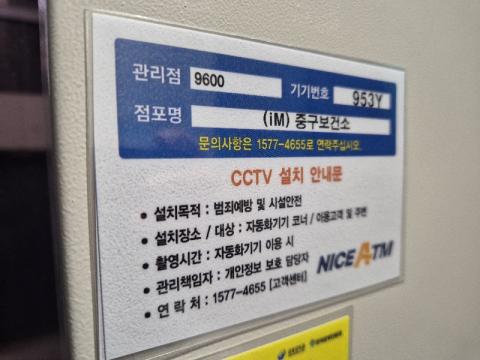 관리점 9600 기기번호 953Y
점포명 (iM) 중구보건소
문의사항은 1577-4655로 연락주십시오.
CCTV 설치 안내문
• 설치목적 : 범죄예방 및 시설안전
• 설치장소 / 대상 : 자동화기기 코너 / 이용고객 및 주변
• 촬영시간 : 자동화기기 이용 시
• 관리책임자 : 개인정보 보호 담당자
• 연 락 처 : 1577-4655 [고객센터]
NICE ATM